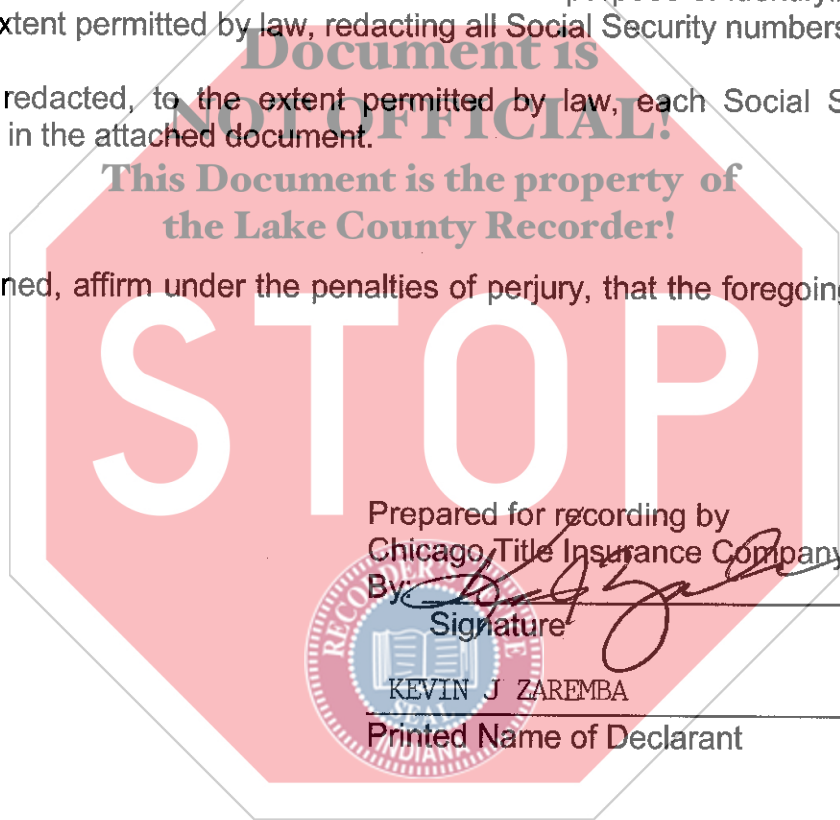 xtent permitted by law, redacting all Social Security numbers
Document is
redacted, to the extent permitted by law, each Social S
NOT OFFICIAL!
in the attached document.
This Document is the property of
the Lake County Recorder!
ned, affirm under the penalties of perjury, that the foregoing
STOP
Prepared for recording by
Chicago Title Insurance Company
By:
Signature
RECORDER'S
SEAL
INDIANA
KEVIN J ZAREMBA
Printed Name of Declarant